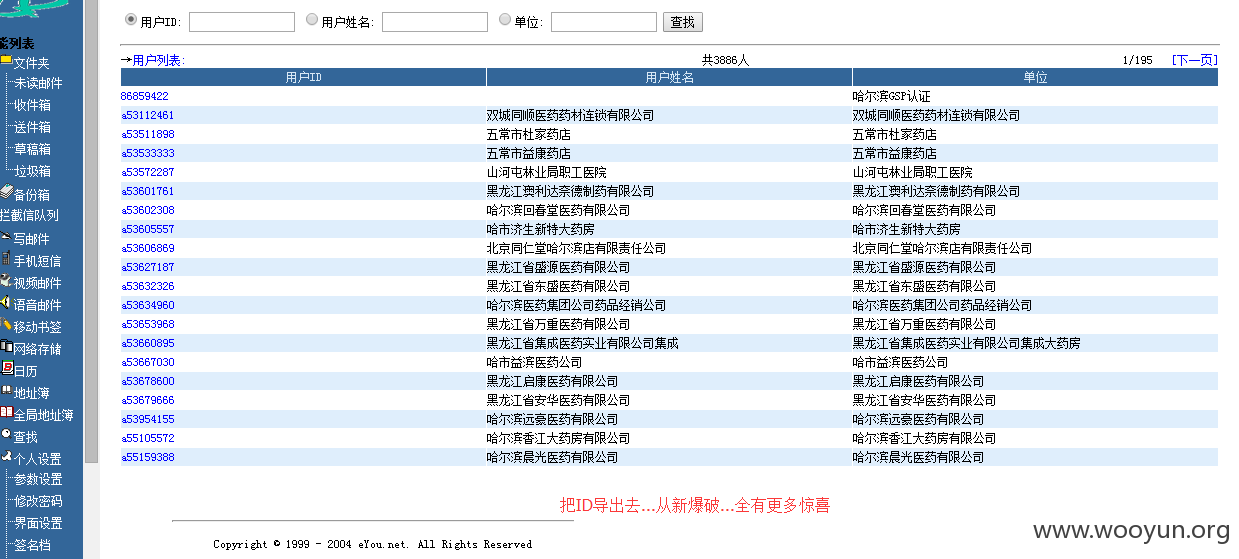 用户ID: 用户姓名: 单位: 查找
能列表
文件夹
未读邮件
收件箱
送件箱
草稿箱
垃圾箱
备份箱
拦截信队列
写邮件
手机短信
视频邮件
语音邮件
移动书签
网络存储
日历
地址簿
全局地址簿
查找
个人设置
参数设置
修改密码
界面设置
签名档
→用户列表: 共3886人 1/195 [下一页]
用户ID 用户姓名 单位
86859422 哈尔滨GSP认证
a53112461 双城同顺医药药材连锁有限公司 双城同顺医药药材连锁有限公司
a53511898 五常市杜家药店 五常市杜家药店
a53533333 五常市益康药店 五常市益康药店
a53572287 山河屯林业局职工医院 山河屯林业局职工医院
a53601761 黑龙江澳利达奈德制药有限公司 黑龙江澳利达奈德制药有限公司
a53602308 哈尔滨回春堂医药有限公司 哈尔滨回春堂医药有限公司
a53605557 哈市济生新特大药房 哈市济生新特大药房
a53606869 北京同仁堂哈尔滨店有限责任公司 北京同仁堂哈尔滨店有限责任公司
a53627187 黑龙江省盛源医药有限公司 黑龙江省盛源医药有限公司
a53632326 黑龙江省东盛医药有限公司 黑龙江省东盛医药有限公司
a53634960 哈尔滨医药集团公司药品经销公司 哈尔滨医药集团公司药品经销公司
a53653968 黑龙江省万重医药有限公司 黑龙江省万重医药有限公司
a53660895 黑龙江省集成医药实业有限公司集成 黑龙江省集成医药实业有限公司集成大药房
a53667030 哈市益滨医药公司 哈市益滨医药公司
a53678600 黑龙江启康医药有限公司 黑龙江启康医药有限公司
a53679666 黑龙江省安华医药有限公司 黑龙江省安华医药有限公司
a53954155 哈尔滨远豪医药有限公司 哈尔滨远豪医药有限公司
a55105572 哈尔滨香江大药房有限公司 哈尔滨香江大药房有限公司
a55159388 哈尔滨晨光医药有限公司 哈尔滨晨光医药有限公司
把ID导出去...从新爆破...全有更多惊喜
www.wooyun.org
Copyright © 1999 - 2004 eYou.net. All Rights Reserved